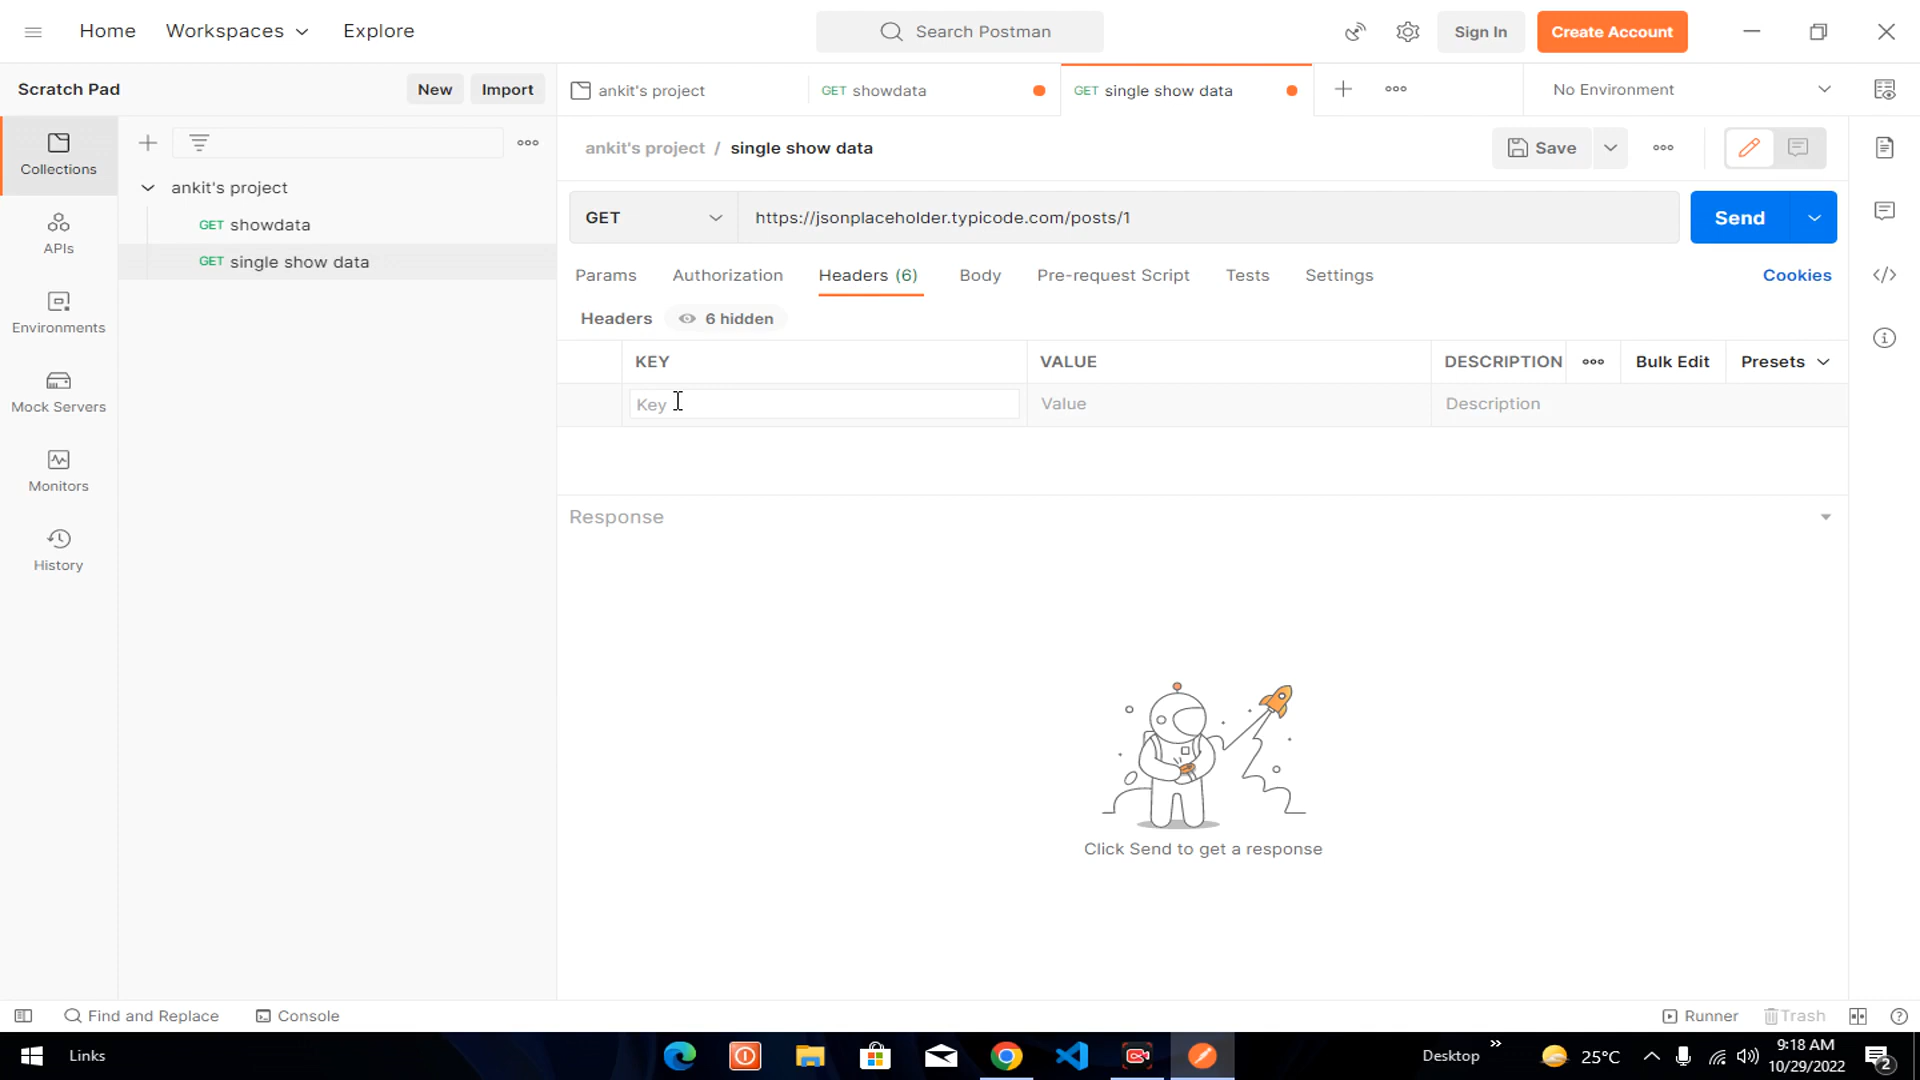 Home
Workspaces
Explore
Search Postman
Sign In
Create Account
Scratch Pad
New
Import
ankit's project
GET showdata
GET single show data
No Environment
Collections
APIs
Environments
Mock Servers
Monitors
History
ankit's project
GET showdata
GET single show data
ankit's project / single show data
Save
GET
https://jsonplaceholder.typicode.com/posts/1
Send
Params
Authorization
Headers (6)
Body
Pre-request Script
Tests
Settings
Cookies
Headers
6 hidden
KEY
VALUE
DESCRIPTION
Bulk Edit
Presets
Key
Value
Description
Response
Click Send to get a response
Find and Replace
Console
Runner
Trash
Links
Desktop
25°C
9:18 AM
10/29/2022
2